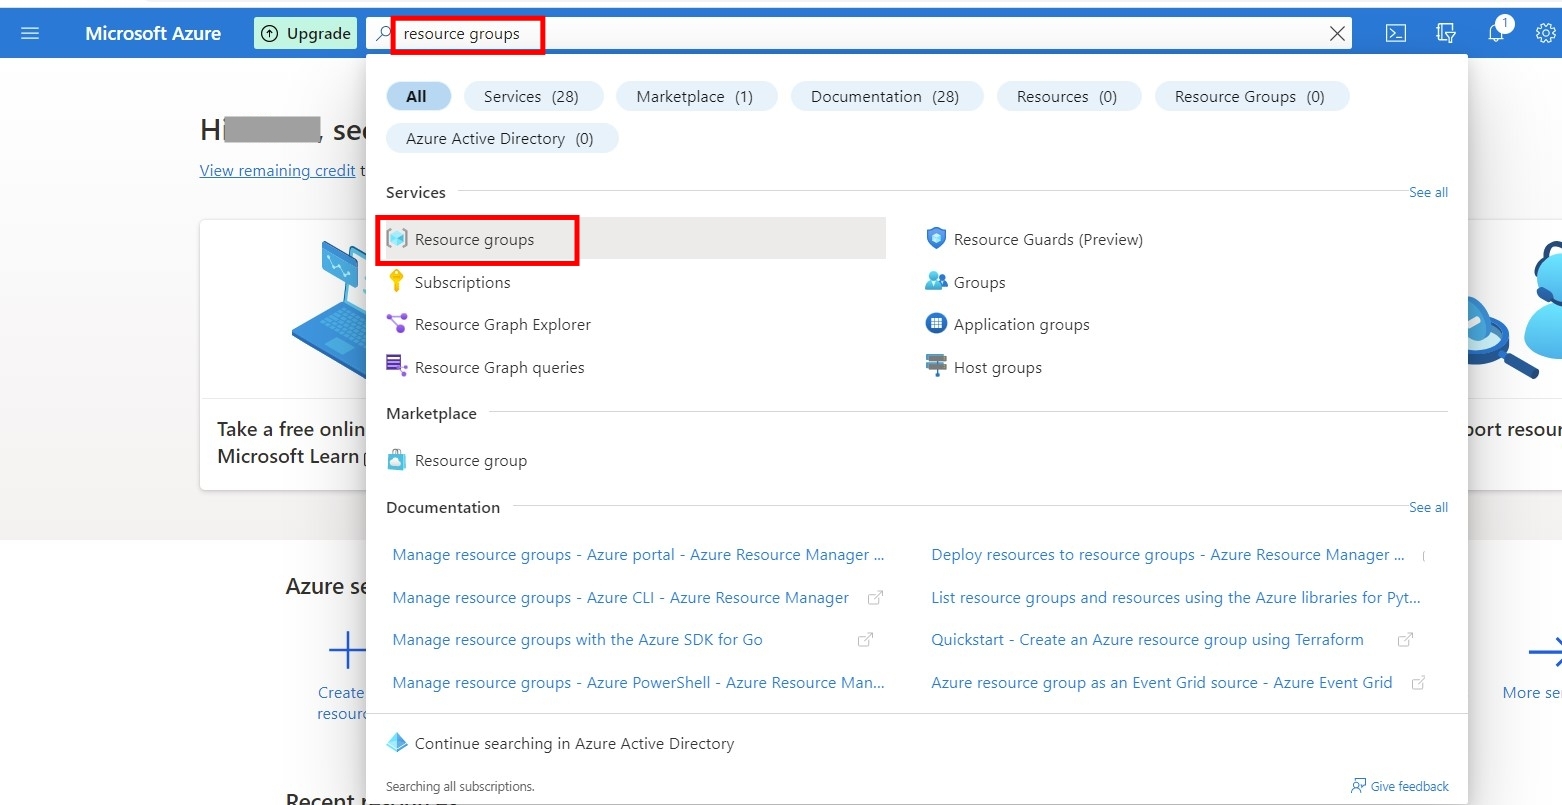 Microsoft Azure
Upgrade
resource groups
1
All
Services (28)
Marketplace (1)
Documentation (28)
Resources (0)
Resource Groups (0)
Azure Active Directory (0)
Hi , see
View remaining credit t
Services
See all
Resource groups
Resource Guards (Preview)
Subscriptions
Groups
Resource Graph Explorer
Application groups
Resource Graph queries
Host groups
Take a free onlin
Microsoft Learn
port resour
Marketplace
Resource group
Documentation
See all
Manage resource groups - Azure portal - Azure Resource Manager ...
Deploy resources to resource groups - Azure Resource Manager ...
Manage resource groups - Azure CLI - Azure Resource Manager
List resource groups and resources using the Azure libraries for Pyt...
Manage resource groups with the Azure SDK for Go
Quickstart - Create an Azure resource group using Terraform
Manage resource groups - Azure PowerShell - Azure Resource Man...
Azure resource group as an Event Grid source - Azure Event Grid
Azure se
Create
resourc
More se
Continue searching in Azure Active Directory
Searching all subscriptions.
Give feedback
Recent